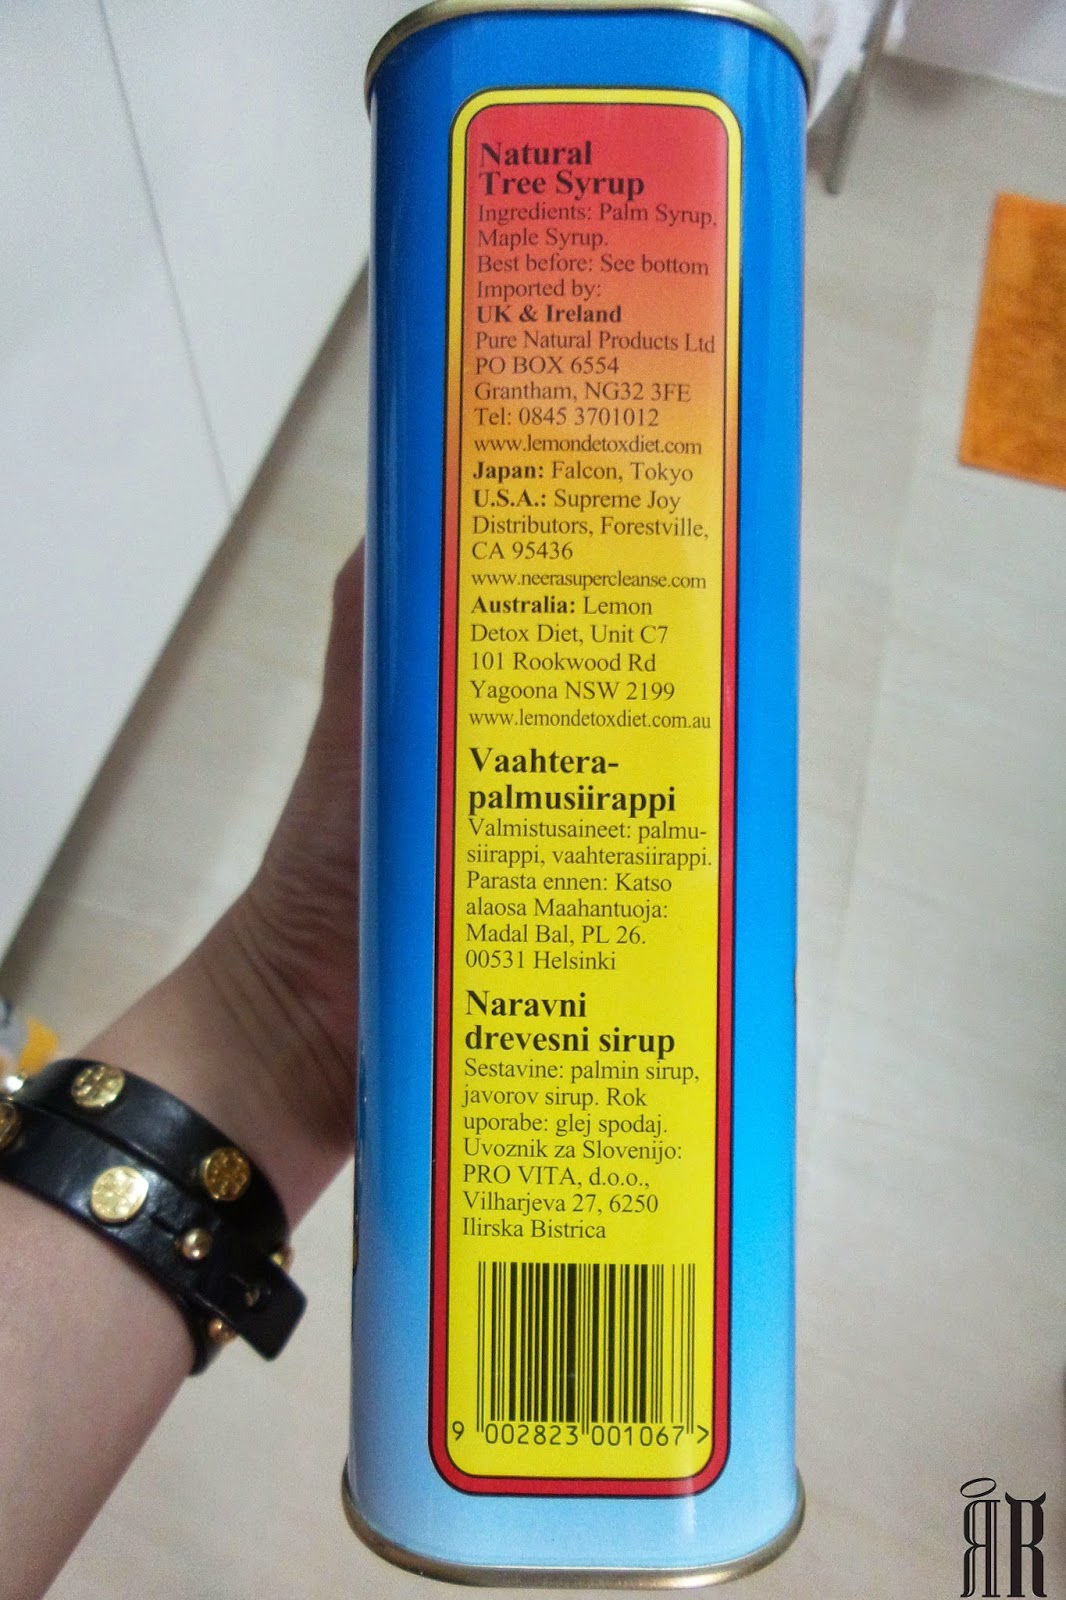 Natural
Tree Syrup
Ingredients: Palm Syrup,
Maple Syrup.
Best before: See bottom
Imported by:
UK & Ireland
Pure Natural Products Ltd
PO BOX 6554
Grantham, NG32 3FE
Tel: 0845 3701012
www.lemondetoxdiet.com
Japan: Falcon, Tokyo
U.S.A.: Supreme Joy
Distributors, Forestville,
CA 95436
www.neerasupercleanse.com
Australia: Lemon
Detox Diet, Unit C7
101 Rookwood Rd
Yagoona NSW 2199
www.lemondetoxdiet.com.au
Vaahtera-
palmusiirappi
Valmistusaineet: palmu-
siirappi, vaahterasiirappi.
Parasta ennen: Katso
alaosa Maahantuoja:
Madal Bal, PL 26.
00531 Helsinki
Naravni
drevesni sirup
Sestavine: palmin sirup,
javorov sirup. Rok
uporabe: glej spodaj.
Uvoznik za Slovenijo:
PRO VITA, d.o.o.,
Vilharjeva 27, 6250
Ilirska Bistrica
9 002823 001067 >
RR